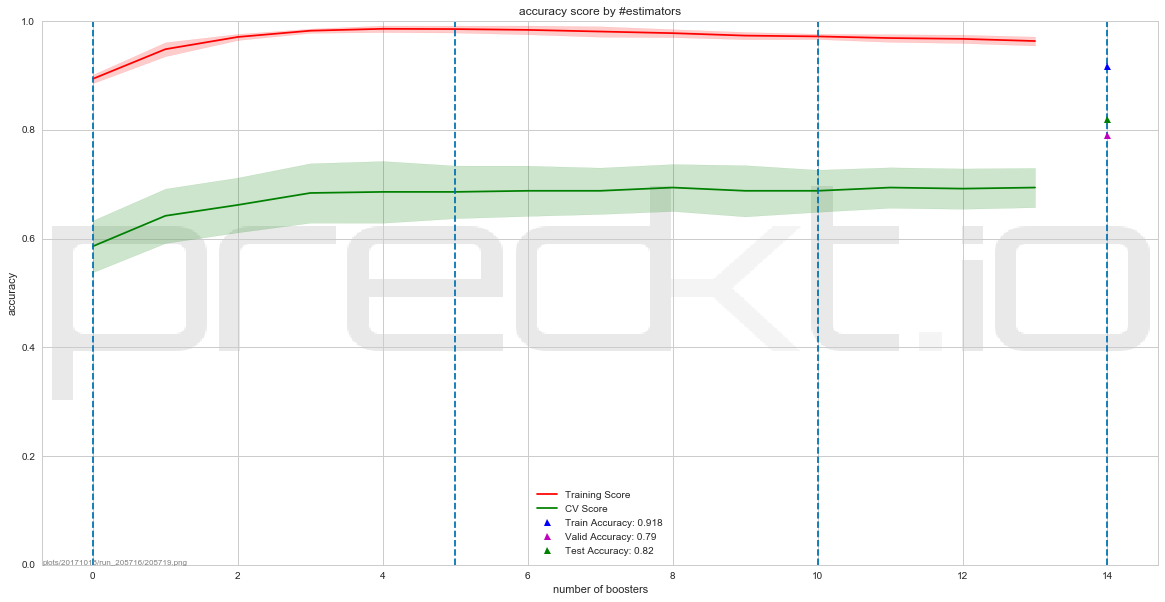 accuracy score by #estimators
1.0
0.8
0.6
0.4
0.2
0.0
accuracy
predkt.io
Training Score
CV Score
Train Accuracy: 0.918
Valid Accuracy: 0.79
Test Accuracy: 0.82
0 2 4 6 8 10 12 14
number of boosters